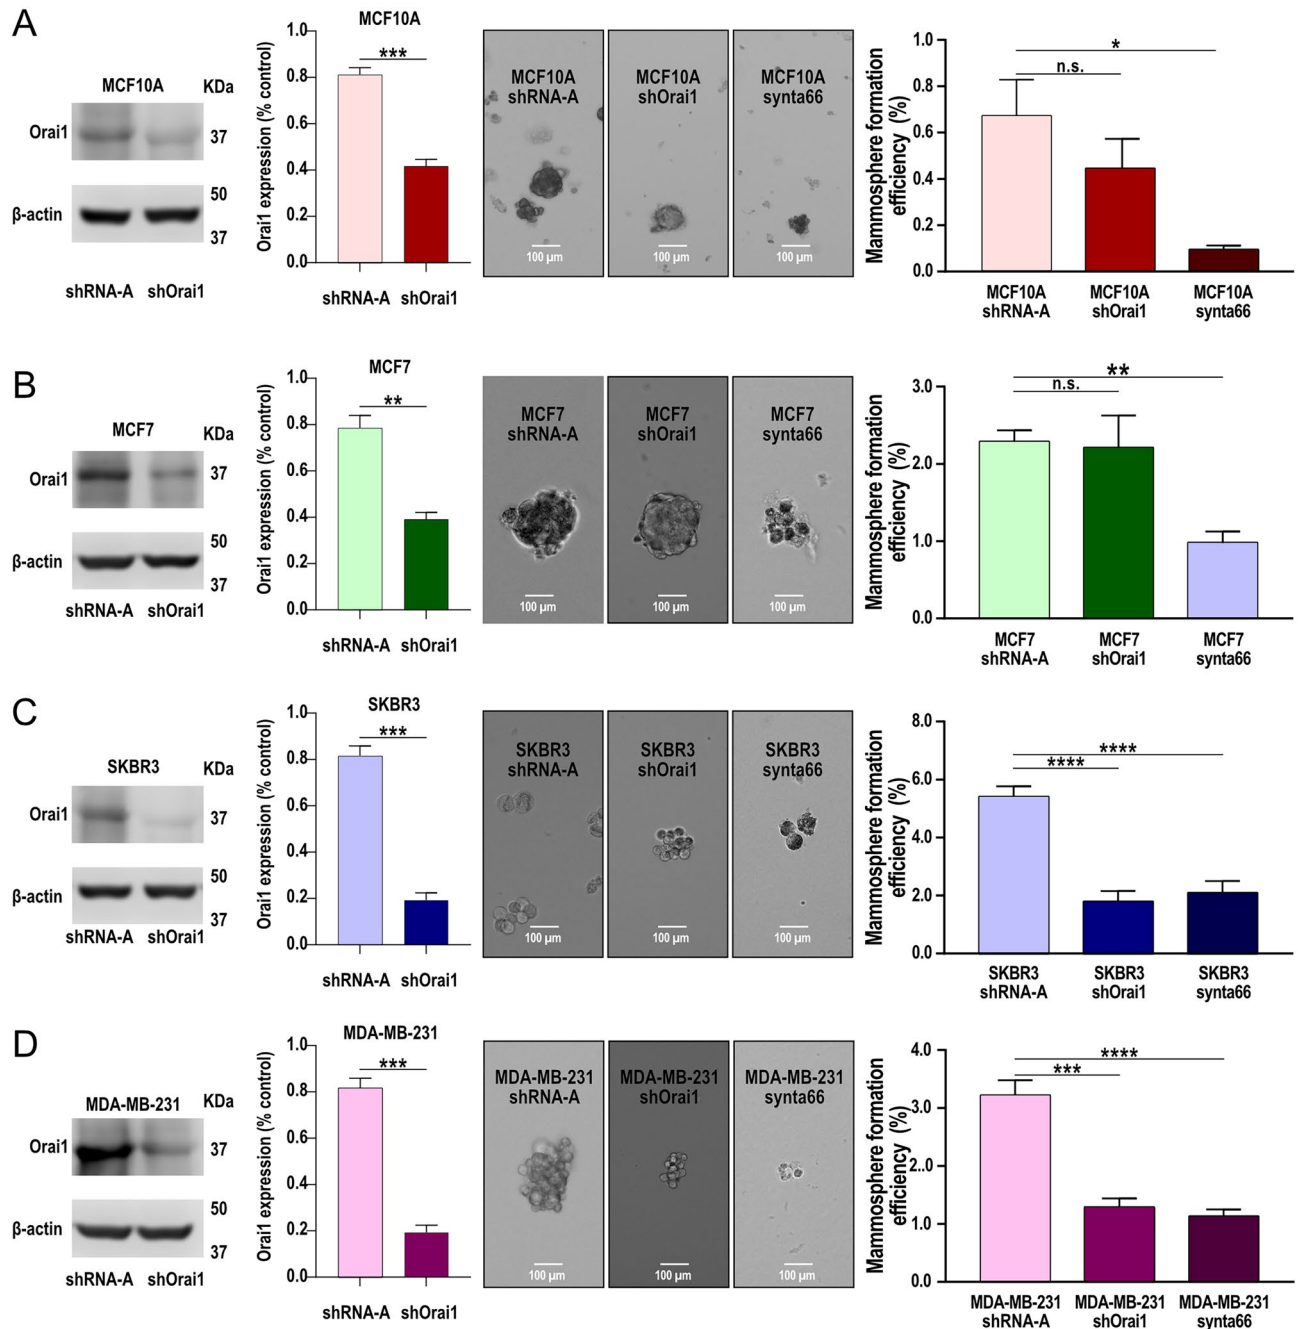 A
MCF10A
KDa
Orai1
37
β-actin
50
37
shRNA-A shOrai1
MCF10A
Orai1 expression (% control)
1.0
0.8
0.6
0.4
0.2
0.0
***
shRNA-A shOrai1
MCF10A
shRNA-A
100 µm
MCF10A
shOrai1
100 µm
MCF10A
synta66
100 µm
Mammosphere formation
efficiency (%)
1.0
0.8
0.6
0.4
0.2
0.0
*
n.s.
MCF10A
shRNA-A
MCF10A
shOrai1
MCF10A
synta66
B
MCF7
KDa
Orai1
37
β-actin
50
37
shRNA-A shOrai1
MCF7
Orai1 expression (% control)
1.0
0.8
0.6
0.4
0.2
0.0
**
shRNA-A shOrai1
MCF7
shRNA-A
100 µm
MCF7
shOrai1
100 µm
MCF7
synta66
100 µm
Mammosphere formation
efficiency (%)
3.0
2.0
1.0
0.0
**
n.s.
MCF7
shRNA-A
MCF7
shOrai1
MCF7
synta66
C
SKBR3
KDa
Orai1
37
β-actin
50
37
shRNA-A shOrai1
SKBR3
Orai1 expression (% control)
1.0
0.8
0.6
0.4
0.2
0.0
***
shRNA-A shOrai1
SKBR3
shRNA-A
100 µm
SKBR3
shOrai1
100 µm
SKBR3
synta66
100 µm
Mammosphere formation
efficiency (%)
8.0
6.0
4.0
2.0
0.0
****
****
SKBR3
shRNA-A
SKBR3
shOrai1
SKBR3
synta66
D
MDA-MB-231
KDa
Orai1
37
β-actin
50
37
shRNA-A shOrai1
MDA-MB-231
Orai1 expression (% control)
1.0
0.8
0.6
0.4
0.2
0.0
***
shRNA-A shOrai1
MDA-MB-231
shRNA-A
100 µm
MDA-MB-231
shOrai1
100 µm
MDA-MB-231
synta66
100 µm
Mammosphere formation
efficiency (%)
4.0
3.0
2.0
1.0
0.0
****
***
MDA-MB-231
shRNA-A
MDA-MB-231
shOrai1
MDA-MB-231
synta66